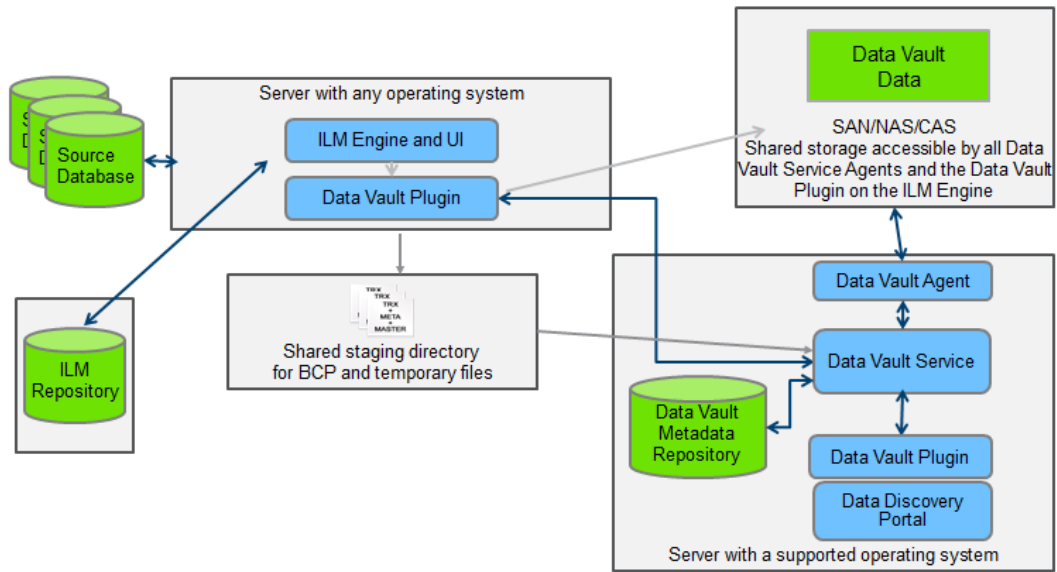 Server with any operating system
ILM Engine and UI
Data Vault Plugin
S
D
S
D
Source
Database
Data Vault
Data
SAN/NAS/CAS
Shared storage accessible by all Data
Vault Service Agents and the Data Vault
Plugin on the ILM Engine
ILM
Repository
TRX
TRX
TRX
+
META
+
MASTER
Shared staging directory
for BCP and temporary files
Data Vault Agent
Data Vault Service
Data Vault
Metadata
Repository
Data Vault Plugin
Data Discovery
Portal
Server with a supported operating system